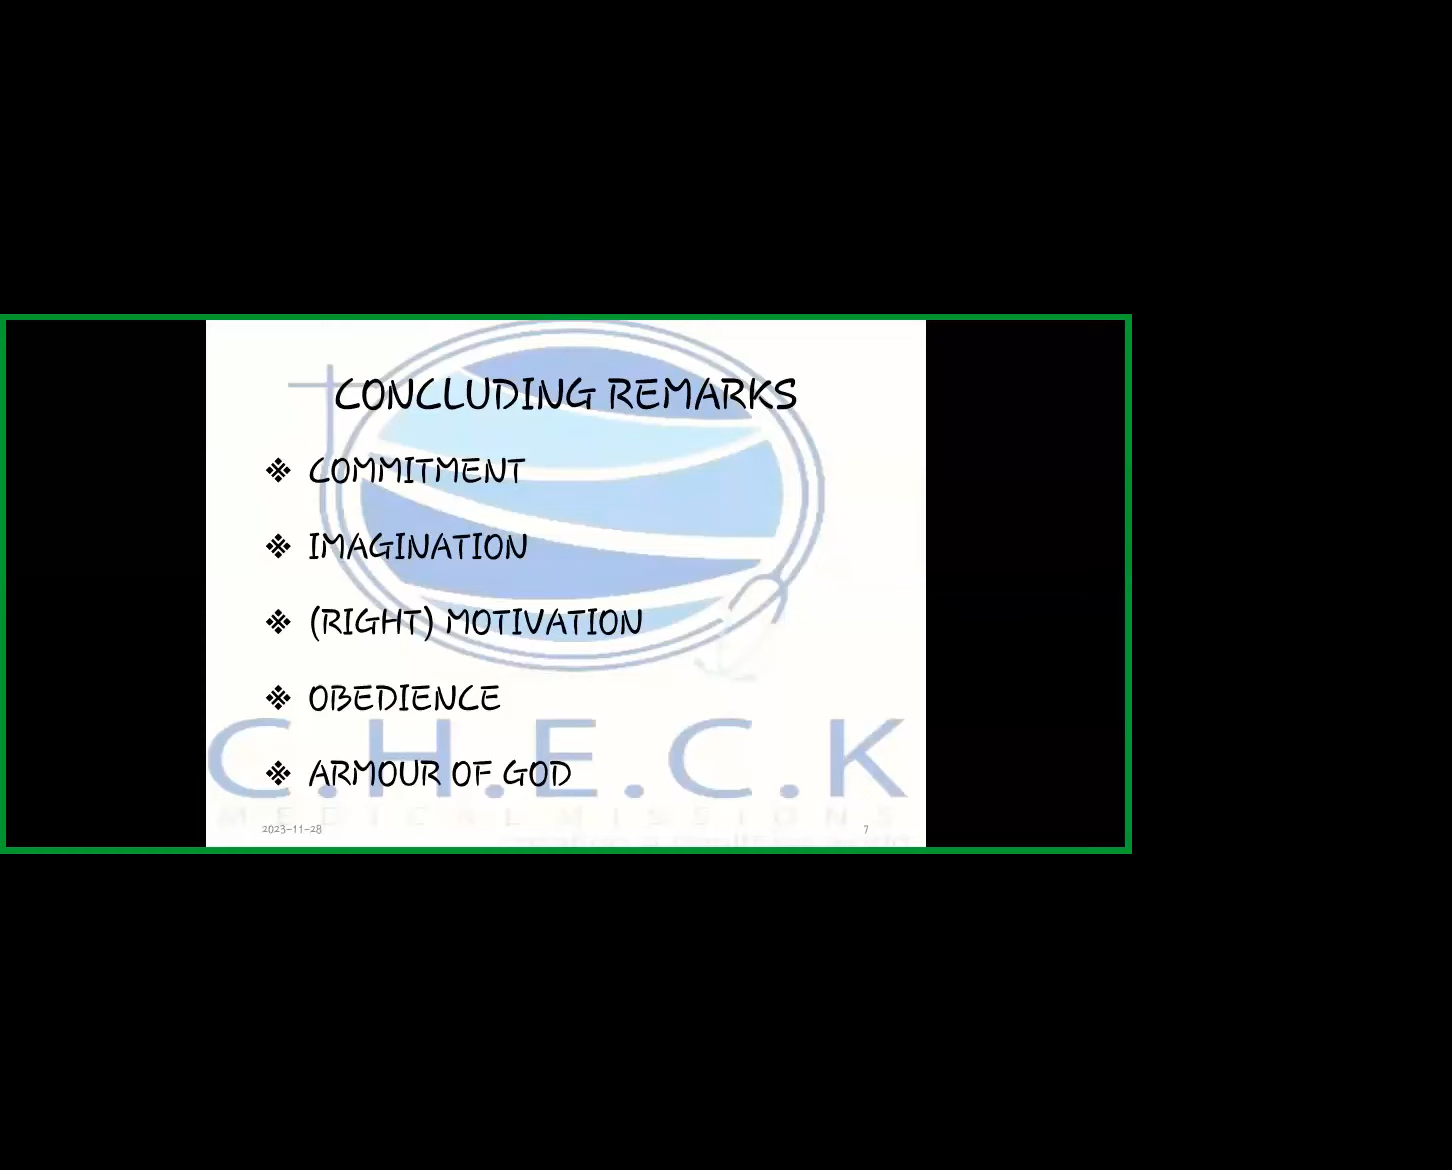 CONCLUDING REMARKS
❖ COMMITMENT
❖ IMAGINATION
❖ (RIGHT) MOTIVATION
❖ OBEDIENCE
C.H.E.C.K
❖ ARMOUR OF GOD
MEDICAL MISSIONS
2023-11-28
7